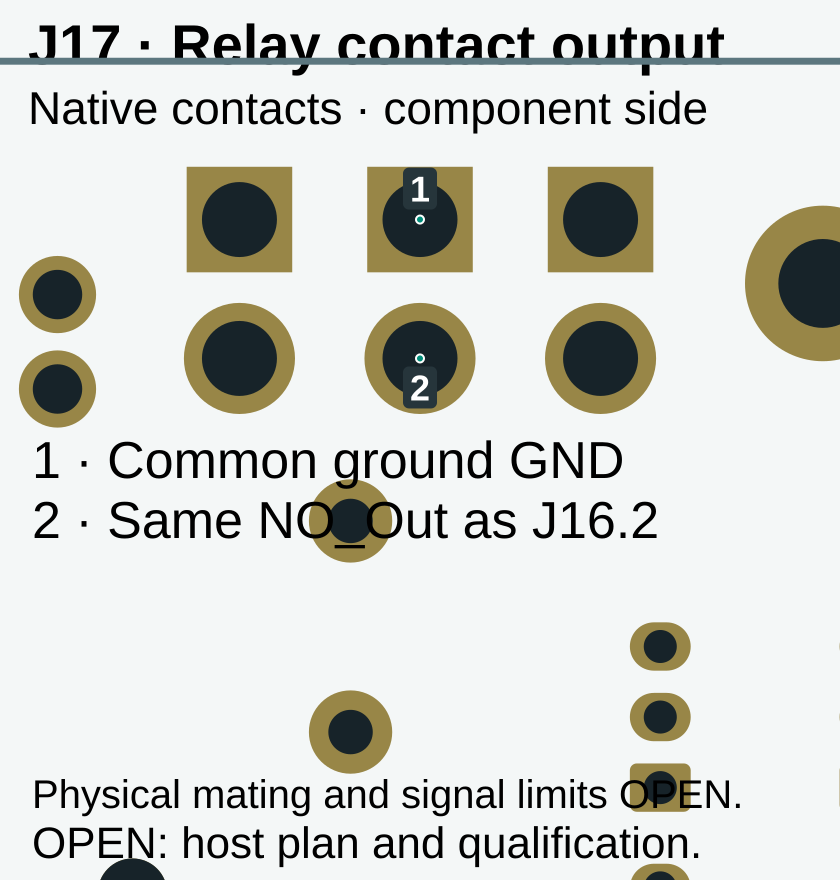 J17 · Relay contact output
Native contacts · component side
1
2
1 · Common ground GND
2 · Same NO_Out as J16.2
Physical mating and signal limits OPEN.
OPEN: host plan and qualification.